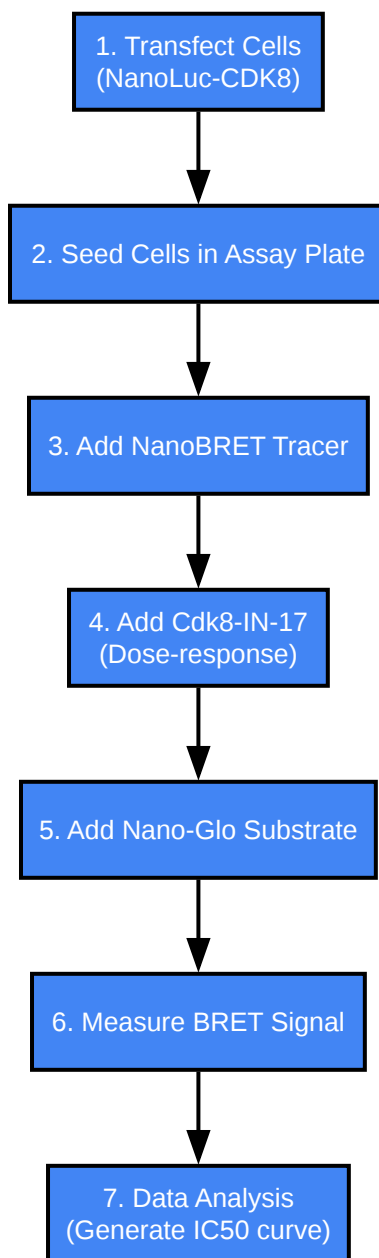 1. Transfect Cells
(NanoLuc-CDK8)
2. Seed Cells in Assay Plate
3. Add NanoBRET Tracer
4. Add Cdk8-IN-17
(Dose-response)
5. Add Nano-Glo Substrate
6. Measure BRET Signal
7. Data Analysis
(Generate IC50 curve)